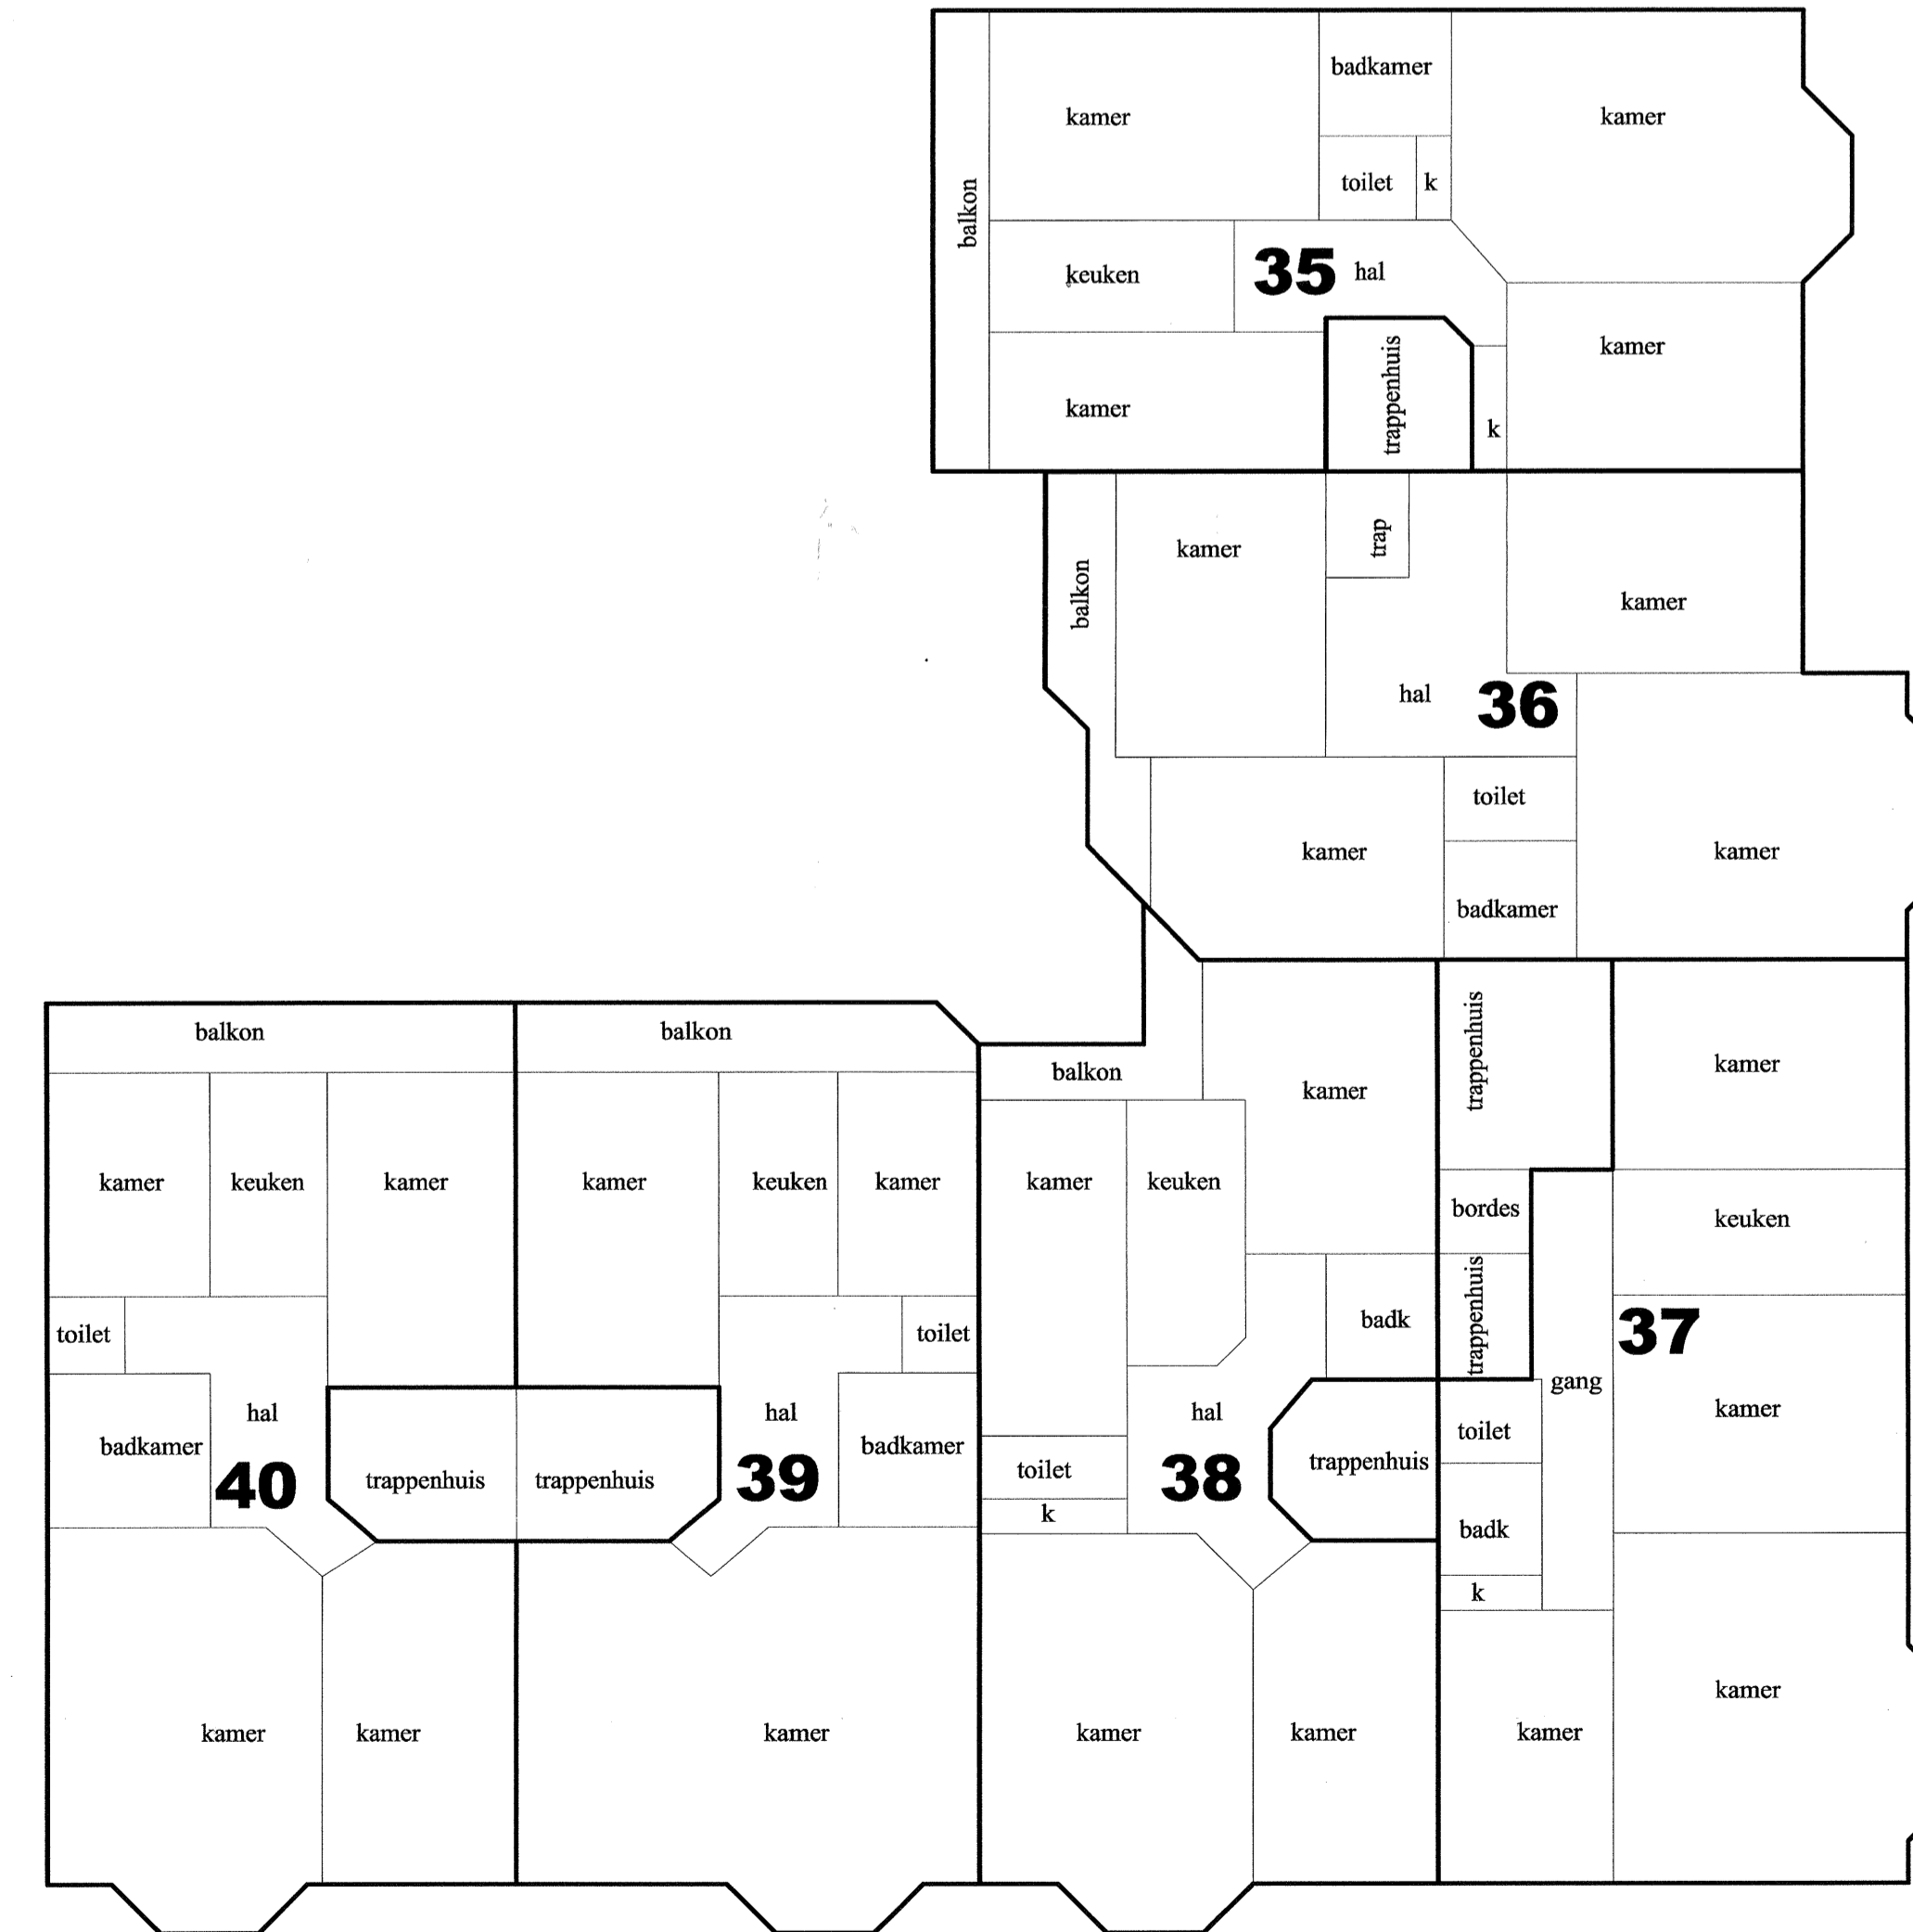 badkamer
kamer
kamer
toilet
k
balkon
keuken
35
hal
kamer
kamer
trappenhuis
k
kamer
trap
balkon
kamer
hal
36
toilet
kamer
kamer
badkamer
trappenhuis
kamer
balkon
balkon
balkon
kamer
kamer
keuken
kamer
kamer
keuken
kamer
kamer
keuken
bordes
keuken
toilet
toilet
badk
trappenhuis
37
gang
kamer
hal
hal
hal
toilet
badkamer
badkamer
trappenhuis
40
trappenhuis
trappenhuis
39
toilet
38
k
badk
k
kamer
kamer
kamer
kamer
kamer
kamer
kamer